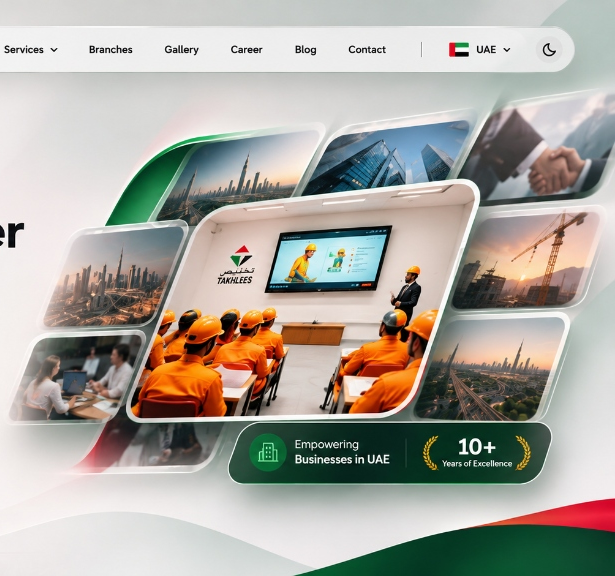 Services
Branches
Gallery
Career
Blog
Contact
UAE
er
تخليص
TAKHLEES
Empowering
Businesses in UAE
10+
Years of Excellence